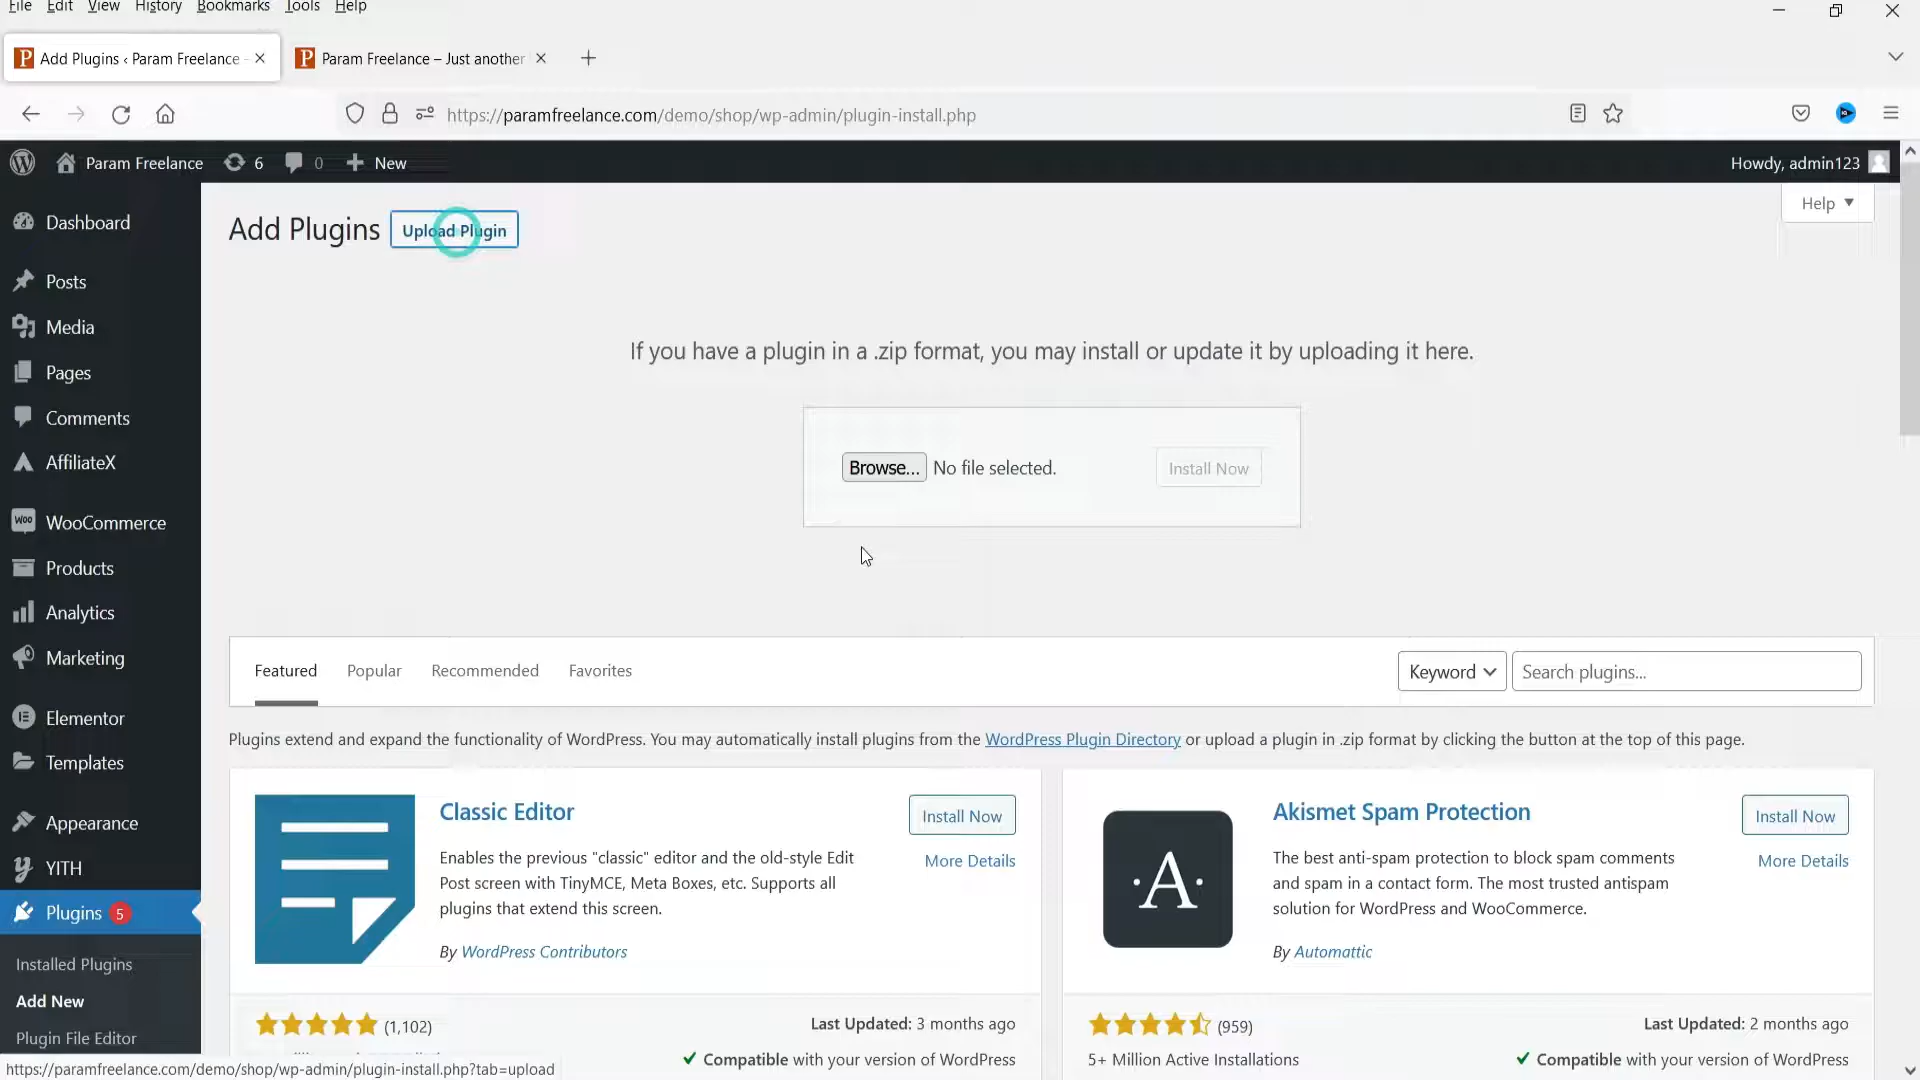 File Edit View History Bookmarks Tools Help
Add Plugins ‹ Param Freelance -
Param Freelance – Just another
https://paramfreelance.com/demo/shop/wp-admin/plugin-install.php
Param Freelance 6 0 New
Howdy, admin123
Dashboard
Posts
Media
Pages
Comments
AffiliateX
WooCommerce
Products
Analytics
Marketing
Elementor
Templates
Appearance
YITH
Plugins 5
Installed Plugins
Add New
Plugin File Editor
Help
Add Plugins
Upload Plugin
If you have a plugin in a .zip format, you may install or update it by uploading it here.
Browse... No file selected.
Install Now
Featured Popular Recommended Favorites
Keyword
Search plugins...
Plugins extend and expand the functionality of WordPress. You may automatically install plugins from the WordPress Plugin Directory or upload a plugin in .zip format by clicking the button at the top of this page.
Classic Editor
Install Now
More Details
Enables the previous "classic" editor and the old-style Edit
Post screen with TinyMCE, Meta Boxes, etc. Supports all
plugins that extend this screen.
By WordPress Contributors
(1,102)
Last Updated: 3 months ago
Compatible with your version of WordPress
Akismet Spam Protection
Install Now
More Details
The best anti-spam protection to block spam comments
and spam in a contact form. The most trusted antispam
solution for WordPress and WooCommerce.
By Automattic
(959)
Last Updated: 2 months ago
5+ Million Active Installations
Compatible with your version of WordPress
https://paramfreelance.com/demo/shop/wp-admin/plugin-install.php?tab=upload